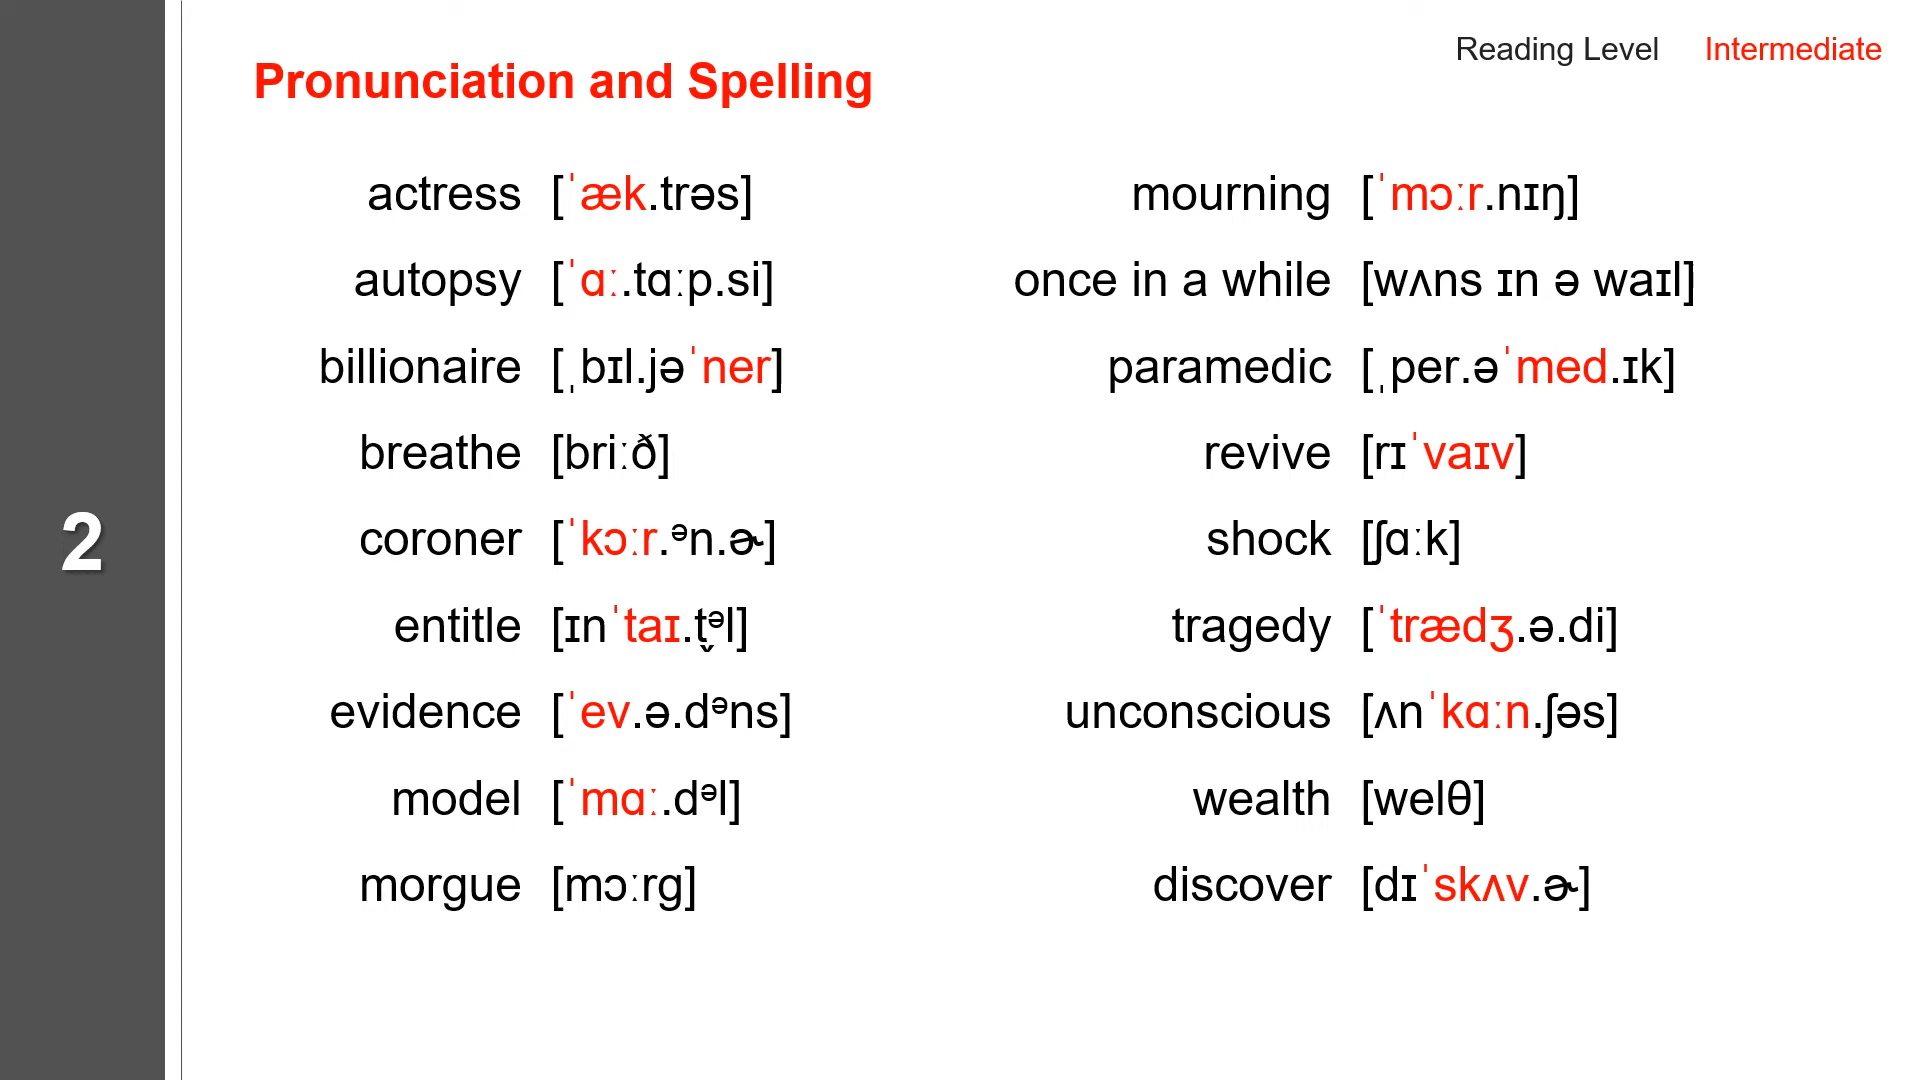 Reading Level Intermediate
Pronunciation and Spelling
actress [ˈæk.trəs]
autopsy [ˈɑː.tɑːp.si]
billionaire [ˌbɪl.jəˈner]
breathe [briːð]
coroner [ˈkɔːr.ᵊn.ɚ]
entitle [ɪnˈtaɪ.t̬ᵊl]
evidence [ˈev.ə.dᵊns]
model [ˈmɑː.dᵊl]
morgue [mɔːrg]
mourning [ˈmɔːr.nɪŋ]
once in a while [wʌns ɪn ə waɪl]
paramedic [ˌper.əˈmed.ɪk]
revive [rɪˈvaɪv]
shock [ʃɑːk]
tragedy [ˈtrædʒ.ə.di]
unconscious [ʌnˈkɑːn.ʃəs]
wealth [welθ]
discover [dɪˈskʌv.ɚ]
2